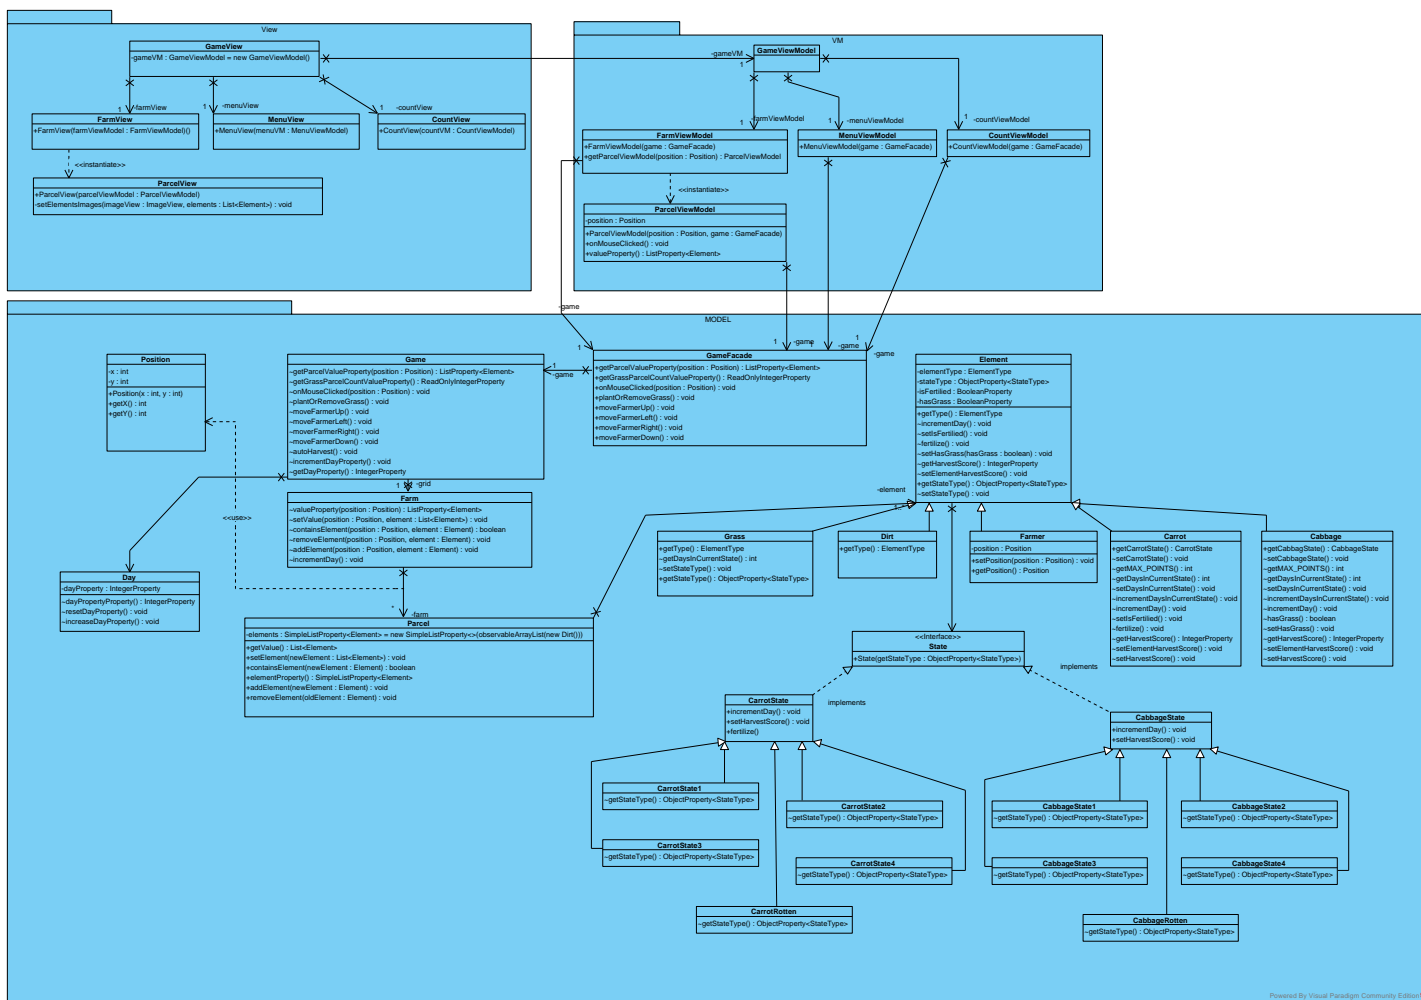 View
GameView
-gameVM : GameViewModel = new GameViewModel()
-gameVM
1
1
-farmView
1
-menuView
1
-countView
FarmView
+FarmView(farmViewModel : FarmViewModel)()
MenuView
+MenuView(menuVM : MenuViewModel)
CountView
+CountView(countVM : CountViewModel)
<<instantiate>>
ParcelView
+ParcelView(parcelViewModel : ParcelViewModel)
-setElementsImages(imageView : ImageView, elements : List<Element>) : void
VM
GameViewModel
1
-farmViewModel
1
-menuViewModel
1
-countViewModel
FarmViewModel
+FarmViewModel(game : GameFacade)
+getParcelViewModel(position : Position) : ParcelViewModel
MenuViewModel
+MenuViewModel(game : GameFacade)
CountViewModel
+CountViewModel(game : GameFacade)
<<instantiate>>
ParcelViewModel
-position : Position
+ParcelViewModel(position : Position, game : GameFacade)
+onMouseClicked() : void
+valueProperty() : ListProperty<Element>
-game
1
1
-game
1
-game
1
-game
MODEL
Position
-x : int
-y : int
+Position(x : int, y : int)
+getX() : int
+getY() : int
Game
~getParcelValueProperty(position : Position) : ListProperty<Element>
~getGrassParcelCountValueProperty() : ReadOnlyIntegerProperty
~onMouseClicked(position : Position) : void
~plantOrRemoveGrass() : void
~moveFarmerUp() : void
~moveFarmerLeft() : void
~moverFarmerRight() : void
~moveFarmerDown() : void
~autoHarvest() : void
~incrementDayProperty() : void
~getDayProperty() : IntegerProperty
1
-game
GameFacade
+getParcelValueProperty(position : Position) : ListProperty<Element>
+getGrassParcelCountValueProperty() : ReadOnlyIntegerProperty
+onMouseClicked(position : Position) : void
+plantOrRemoveGrass() : void
+moveFarmerUp() : void
+moveFarmerLeft() : void
+moveFarmerRight() : void
+moveFarmerDown() : void
Element
-elementType : ElementType
-stateType : ObjectProperty<StateType>
-isFertilied : BooleanProperty
-hasGrass : BooleanProperty
+getType() : ElementType
~incrementDay() : void
~setIsFertilied() : void
~fertilize() : void
~setHasGrass(hasGrass : boolean) : void
~getHarvestScore() : IntegerProperty
~setElementHarvestScore() : void
+getStateType() : ObjectProperty<StateType>
~setStateType() : void
1
-grid
-element
<<use>>
Farm
~valueProperty(position : Position) : ListProperty<Element>
~setValue(position : Position, element : List<Element>) : void
~containsElement(position : Position, element : Element) : boolean
~removeElement(position : Position, element : Element) : void
~addElement(position : Position, element : Element) : void
~incrementDay() : void
Grass
+getType() : ElementType
~getDaysInCurrentState() : int
~setStateType() : void
+getStateType() : ObjectProperty<StateType>
Dirt
+getType() : ElementType
Farmer
-position : Position
+setPosition(position : Position) : void
+getPosition() : Position
Carrot
+getCarrotState() : CarrotState
~setCarrotState() : void
~getMAX_POINTS() : int
~getDaysInCurrentState() : int
~setDaysInCurrentState() : void
~incrementDaysInCurrentState() : void
~incrementDay() : void
~setIsFertilied() : void
~fertilize() : void
~getHarvestScore() : IntegerProperty
~setElementHarvestScore() : void
~setHarvestScore() : void
Cabbage
+getCabbagState() : CabbageState
~setCabbageState() : void
~getMAX_POINTS() : int
~getDaysInCurrentState() : int
~setDaysInCurrentState() : void
~incrementDaysInCurrentState() : void
~incrementDay() : void
~hasGrass() : boolean
~setHasGrass() : void
~getHarvestScore() : IntegerProperty
~setElementHarvestScore() : void
~setHarvestScore() : void
Day
-dayProperty : IntegerProperty
~dayPropertyProperty() : IntegerProperty
~resetDayProperty() : void
~increaseDayProperty() : void
*
-farm
Parcel
-elements : SimpleListProperty<Element> = new SimpleListProperty<>(observableArrayList(new Dirt()))
+getValue() : List<Element>
+setElement(newElement : List<Element>) : void
+containsElement(newElement : Element) : boolean
+elementProperty() : SimpleListProperty<Element>
+addElement(newElement : Element) : void
+removeElement(oldElement : Element) : void
<<Interface>>
State
+State(getStateType : ObjectProperty<StateType>)
implements
implements
CarrotState
+incrementDay() : void
+setHarvestScore() : void
+fertilize()
CabbageState
+incrementDay() : void
+setHarvestScore() : void
CarrotState1
~getStateType() : ObjectProperty<StateType>
CarrotState2
~getStateType() : ObjectProperty<StateType>
CabbageState1
~getStateType() : ObjectProperty<StateType>
CabbageState2
~getStateType() : ObjectProperty<StateType>
CarrotState3
~getStateType() : ObjectProperty<StateType>
CarrotState4
~getStateType() : ObjectProperty<StateType>
CabbageState3
~getStateType() : ObjectProperty<StateType>
CabbageState4
~getStateType() : ObjectProperty<StateType>
CarrotRotten
~getStateType() : ObjectProperty<StateType>
CabbageRotten
~getStateType() : ObjectProperty<StateType>
Powered By Visual Paradigm Community Edition